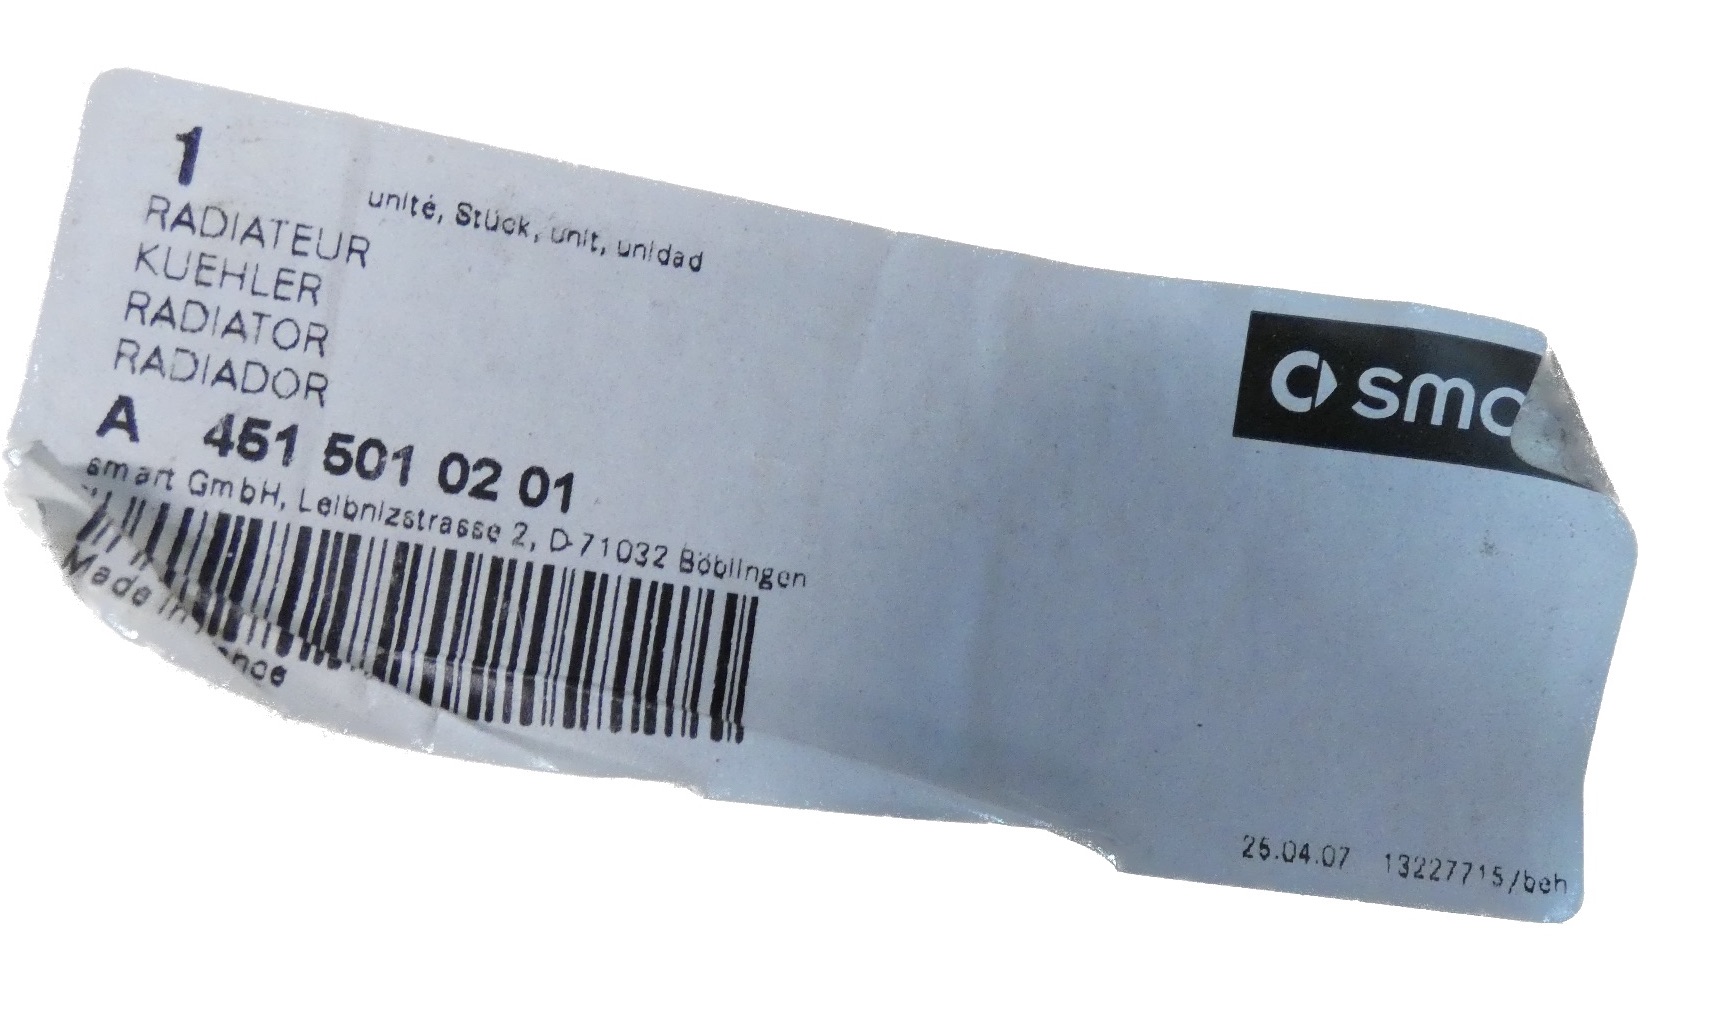 1 unité, Stück, unit, unidad
RADIATEUR
KUEHLER
RADIATOR
RADIADOR
A 451 501 02 01
smart GmbH, Leibnizstrasse 2, D-71032 Böblingen
Made in
smc
25.04.07 13227715/beh